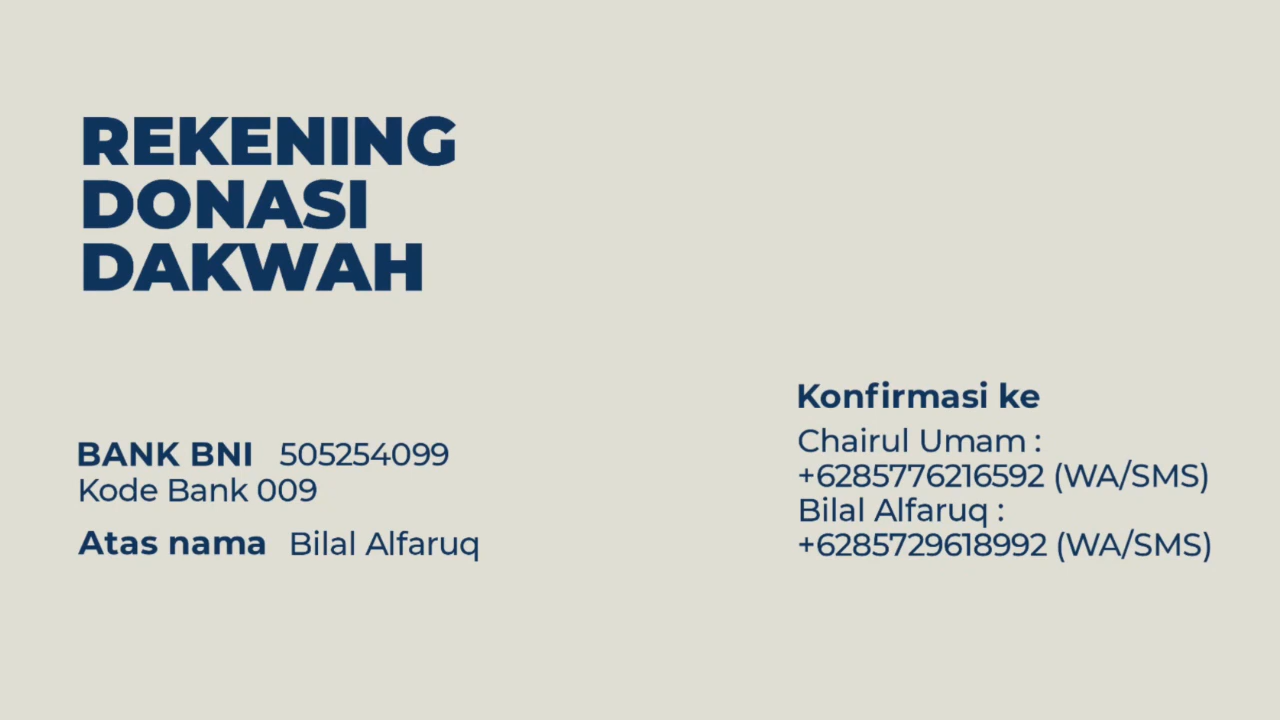 REKENING
DONASI
DAKWAH
BANK BNI 505254099
Kode Bank 009
Atas nama Bilal Alfaruq
Konfirmasi ke
Chairul Umam :
+6285776216592 (WA/SMS)
Bilal Alfaruq :
+6285729618992 (WA/SMS)